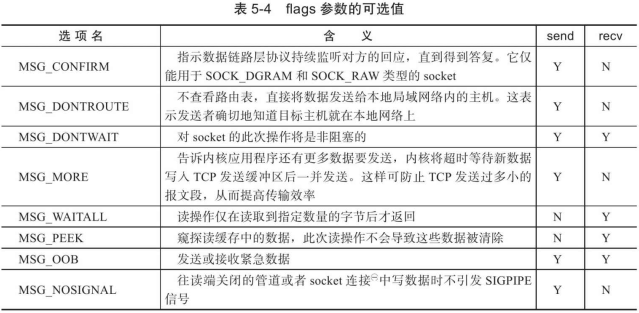 表 5-4 flags 参数的可选值
选 项 名 含 义 send recv
MSG_CONFIRM 指示数据链路层协议持续监听对方的回应，直到得到答复。它仅 Y N
能用于 SOCK_DGRAM 和 SOCK_RAW 类型的 socket
MSG_DONTROUTE 不查看路由表，直接将数据发送给本地局域网络内的主机。这表 Y N
示发送者确切地知道目标主机就在本地网络上
MSG_DONTWAIT 对 socket 的此次操作将是非阻塞的 Y Y
告诉内核应用程序还有更多数据要发送，内核将超时等待新数据
MSG_MORE 写入 TCP 发送缓冲区后一并发送。这样可防止 TCP 发送过多小的 Y N
报文段，从而提高传输效率
MSG_WAITALL 读操作仅在读取到指定数量的字节后才返回 N Y
MSG_PEEK 窥探读缓存中的数据，此次读操作不会导致这些数据被清除 N Y
MSG_OOB 发送或接收紧急数据 Y Y
MSG_NOSIGNAL 往读端关闭的管道或者 socket 连接㊀中写数据时不引发 SIGPIPE Y N
信号